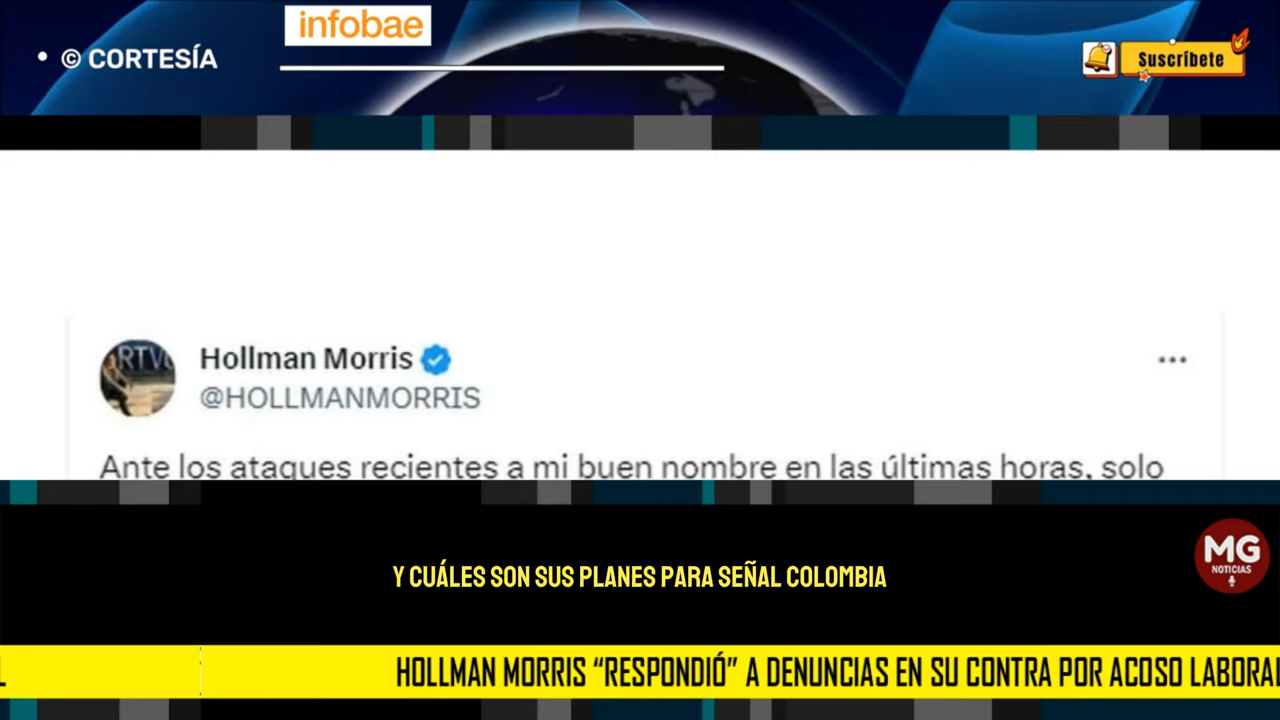 infobae
• © CORTESÍA
Suscríbete
RTV
Hollman Morris
@HOLLMANMORRIS
Ante los ataques recientes a mi buen nombre en las últimas horas, solo
Y CUÁLES SON SUS PLANES PARA SEÑAL COLOMBIA
MG
NOTICIAS
L HOLLMAN MORRIS “RESPONDIÓ” A DENUNCIAS EN SU CONTRA POR ACOSO LABORAL